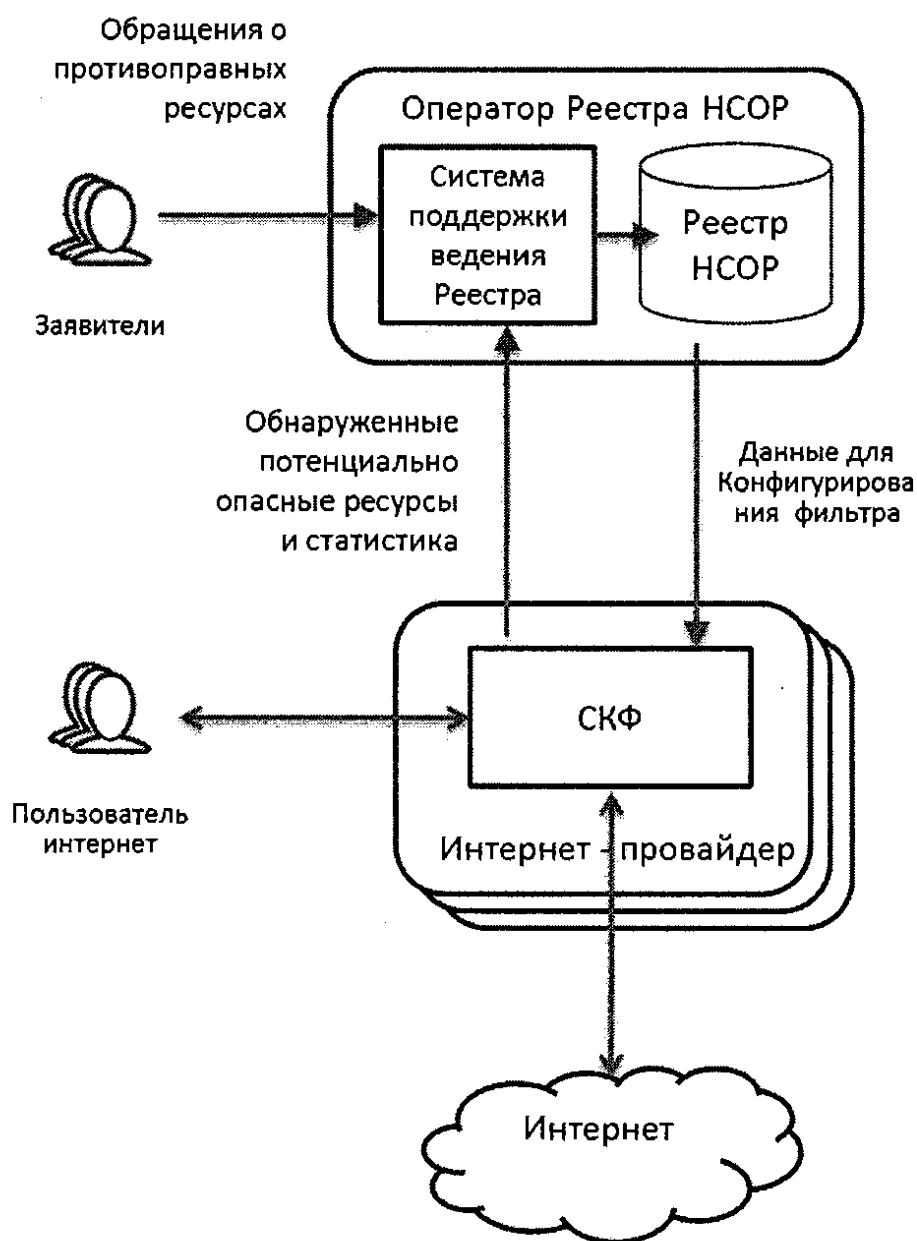 Обращения о
противоправных
ресурсах
Оператор Реестра НСОР
Система
поддержки
ведения
Реестра
Реестр
НСОР
Заявители
Обнаруженные
потенциально
опасные ресурсы
и статистика
Данные для
Конфигурирова
ния фильтра
СКФ
Пользователь
интернет
Интернет - провайдер
Интернет